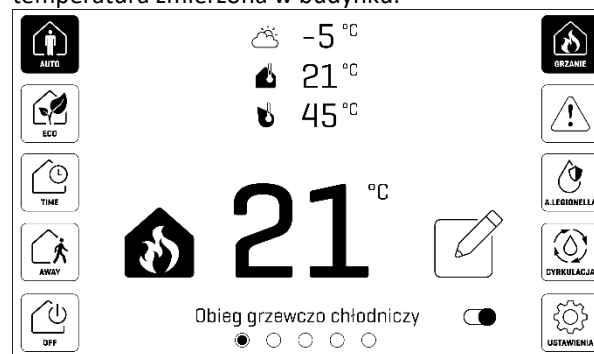 temperatura zmierzona w budynku.
AUTO
ECO
TIME
AWAY
OFF
-5 °C
21 °C
45 °C
21 °C
Obieg grzewczo chłodniczy
GRZANIE
A.LEGIONELLA
CYRKULACJA
USTAWIENIA